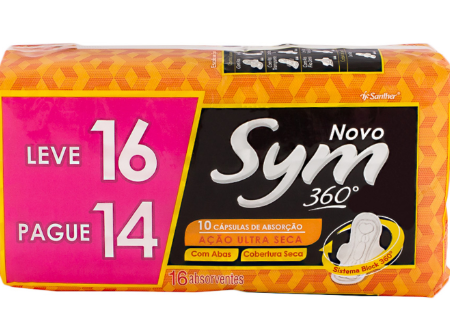 Santher
LEVE 16
PAGUE 14
NOVO
Sym
360°
10 CÁPSULAS DE ABSORÇÃO
AÇÃO ULTRA SECA
Com Abas
Cobertura Seca
Sistema Block 360°
16 absorventes